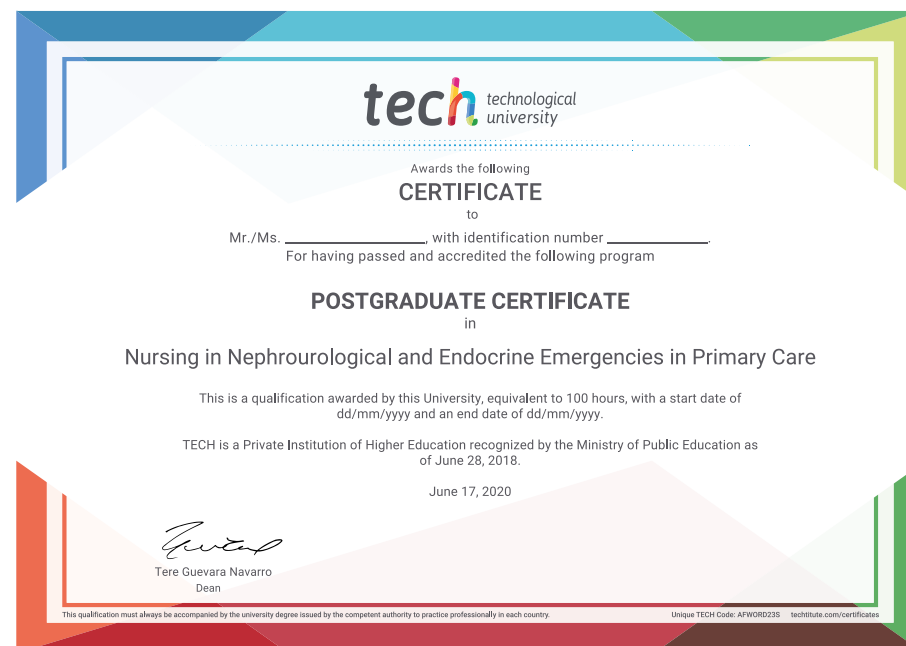 tech technological
university
Awards the following
CERTIFICATE
to
Mr./Ms. ____________________, with identification number ______________.
For having passed and accredited the following program
POSTGRADUATE CERTIFICATE
in
Nursing in Nephrourological and Endocrine Emergencies in Primary Care
This is a qualification awarded by this University, equivalent to 100 hours, with a start date of
dd/mm/yyyy and an end date of dd/mm/yyyy.
TECH is a Private Institution of Higher Education recognized by the Ministry of Public Education as
of June 28, 2018.
June 17, 2020
Tere Guevara Navarro
Dean
This qualification must always be accompanied by the university degree issued by the competent authority to practice professionally in each country.
Unique TECH Code: AFWORD23S techtitute.com/certificates